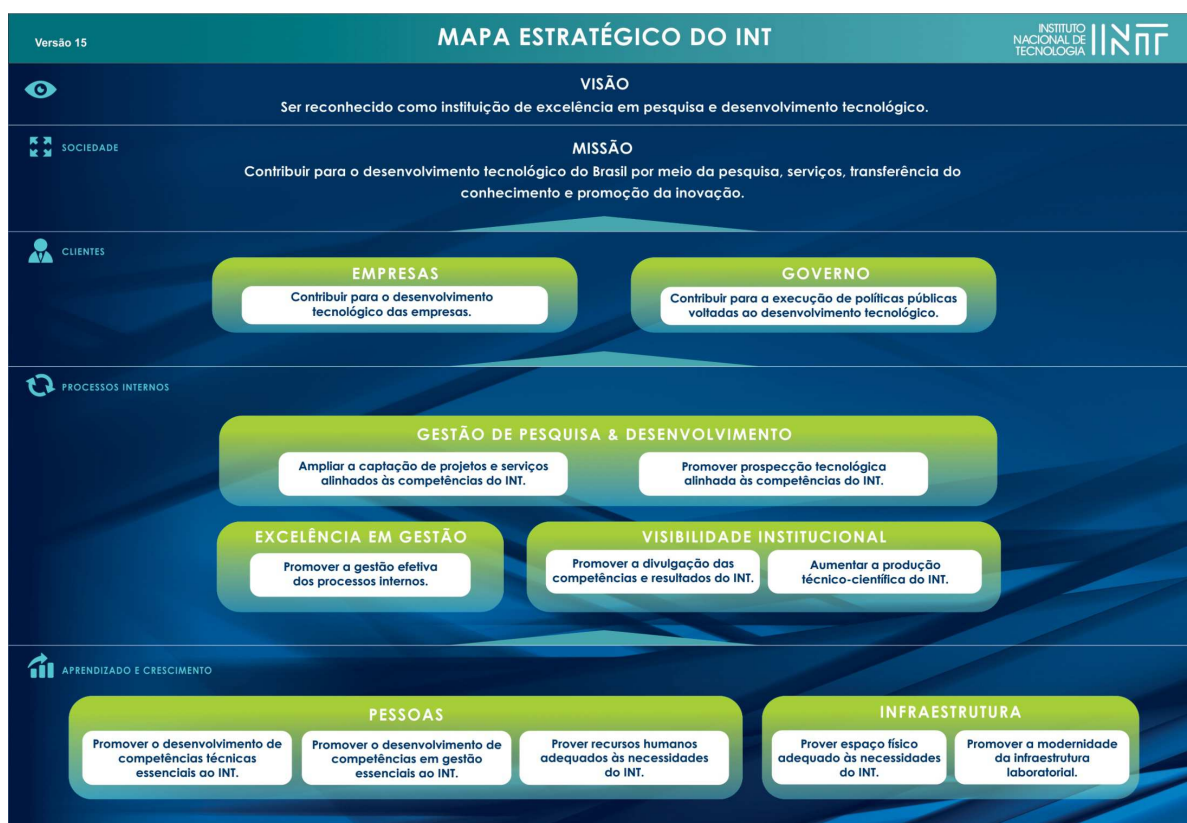 Versão 15
MAPA ESTRATÉGICO DO INT
INSTITUTO
NACIONAL DE
TECNOLOGIA
INT
VISÃO
Ser reconhecido como instituição de excelência em pesquisa e desenvolvimento tecnológico.
SOCIEDADE
MISSÃO
Contribuir para o desenvolvimento tecnológico do Brasil por meio da pesquisa, serviços, transferência do
conhecimento e promoção da inovação.
CLIENTES
EMPRESAS
Contribuir para o desenvolvimento
tecnológico das empresas.
GOVERNO
Contribuir para a execução de políticas públicas
voltadas ao desenvolvimento tecnológico.
PROCESSOS INTERNOS
GESTÃO DE PESQUISA & DESENVOLVIMENTO
Ampliar a captação de projetos e serviços
alinhados às competências do INT.
Promover prospecção tecnológica
alinhada às competências do INT.
EXCELÊNCIA EM GESTÃO
Promover a gestão efetiva
dos processos internos.
VISIBILIDADE INSTITUCIONAL
Promover a divulgação das
competências e resultados do INT.
Aumentar a produção
técnico-científica do INT.
APRENDIZADO E CRESCIMENTO
PESSOAS
Promover o desenvolvimento de
competências técnicas
essenciais ao INT.
Promover o desenvolvimento de
competências em gestão
essenciais ao INT.
Prover recursos humanos
adequados às necessidades
do INT.
INFRAESTRUTURA
Prover espaço físico
adequado às necessidades
do INT.
Promover a modernidade
da infraestrutura
laboratorial.